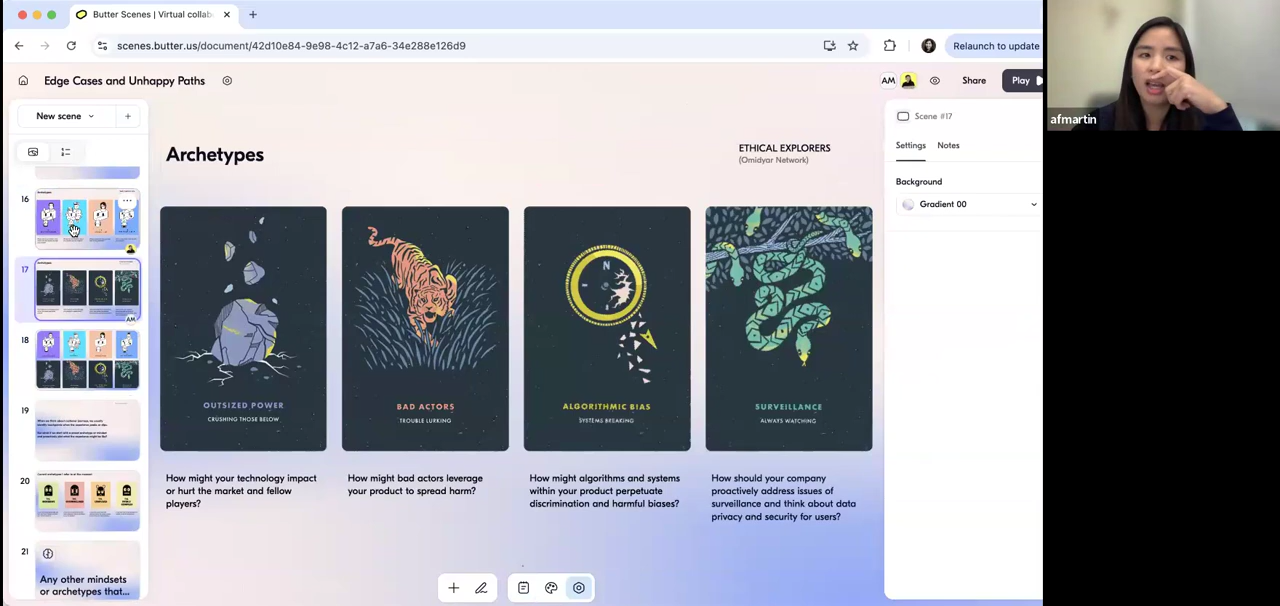 Butter Scenes | Virtual collab
scenes.butter.us/document/42d10e84-9e98-4c12-a7a6-34e288e126d9
Relaunch to update
Edge Cases and Unhappy Paths
AM
Share
Play
afmartin
New scene
Scene #17
Settings
Notes
Background
Gradient 00
Archetypes
ETHICAL EXPLORERS
(Omidyar Network)
16
17
AM
18
19
20
21
Any other mindsets
or archetypes that...
N
OUTSIZED POWER
CRUSHING THOSE BELOW
BAD ACTORS
TROUBLE LURKING
ALGORITHMIC BIAS
SYSTEMS BREAKING
SURVEILLANCE
ALWAYS WATCHING
How might your technology impact
or hurt the market and fellow
players?
How might bad actors leverage
your product to spread harm?
How might algorithms and systems
within your product perpetuate
discrimination and harmful biases?
How should your company
proactively address issues of
surveillance and think about data
privacy and security for users?